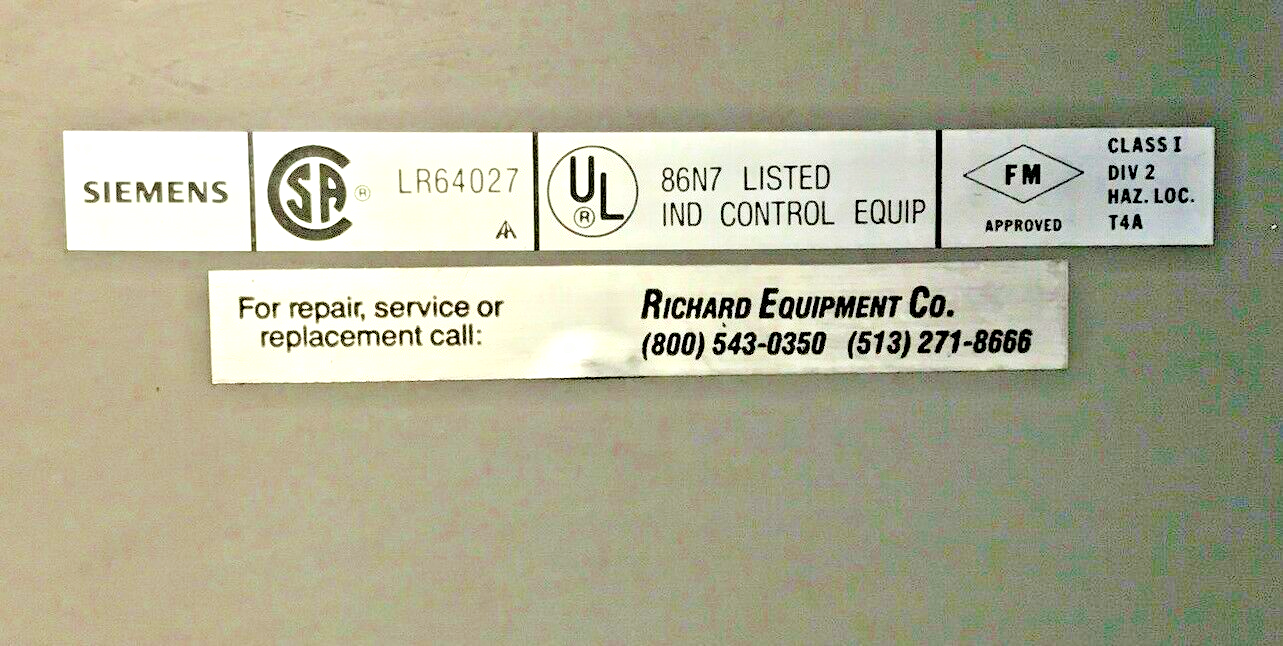 SIEMENS
CSA ® LR64027
UL ® 86N7 LISTED
IND CONTROL EQUIP
FM
APPROVED
CLASS I
DIV 2
HAZ. LOC.
T4A
For repair, service or
replacement call:
RICHARD EQUIPMENT CO.
(800) 543-0350 (513) 271-8666